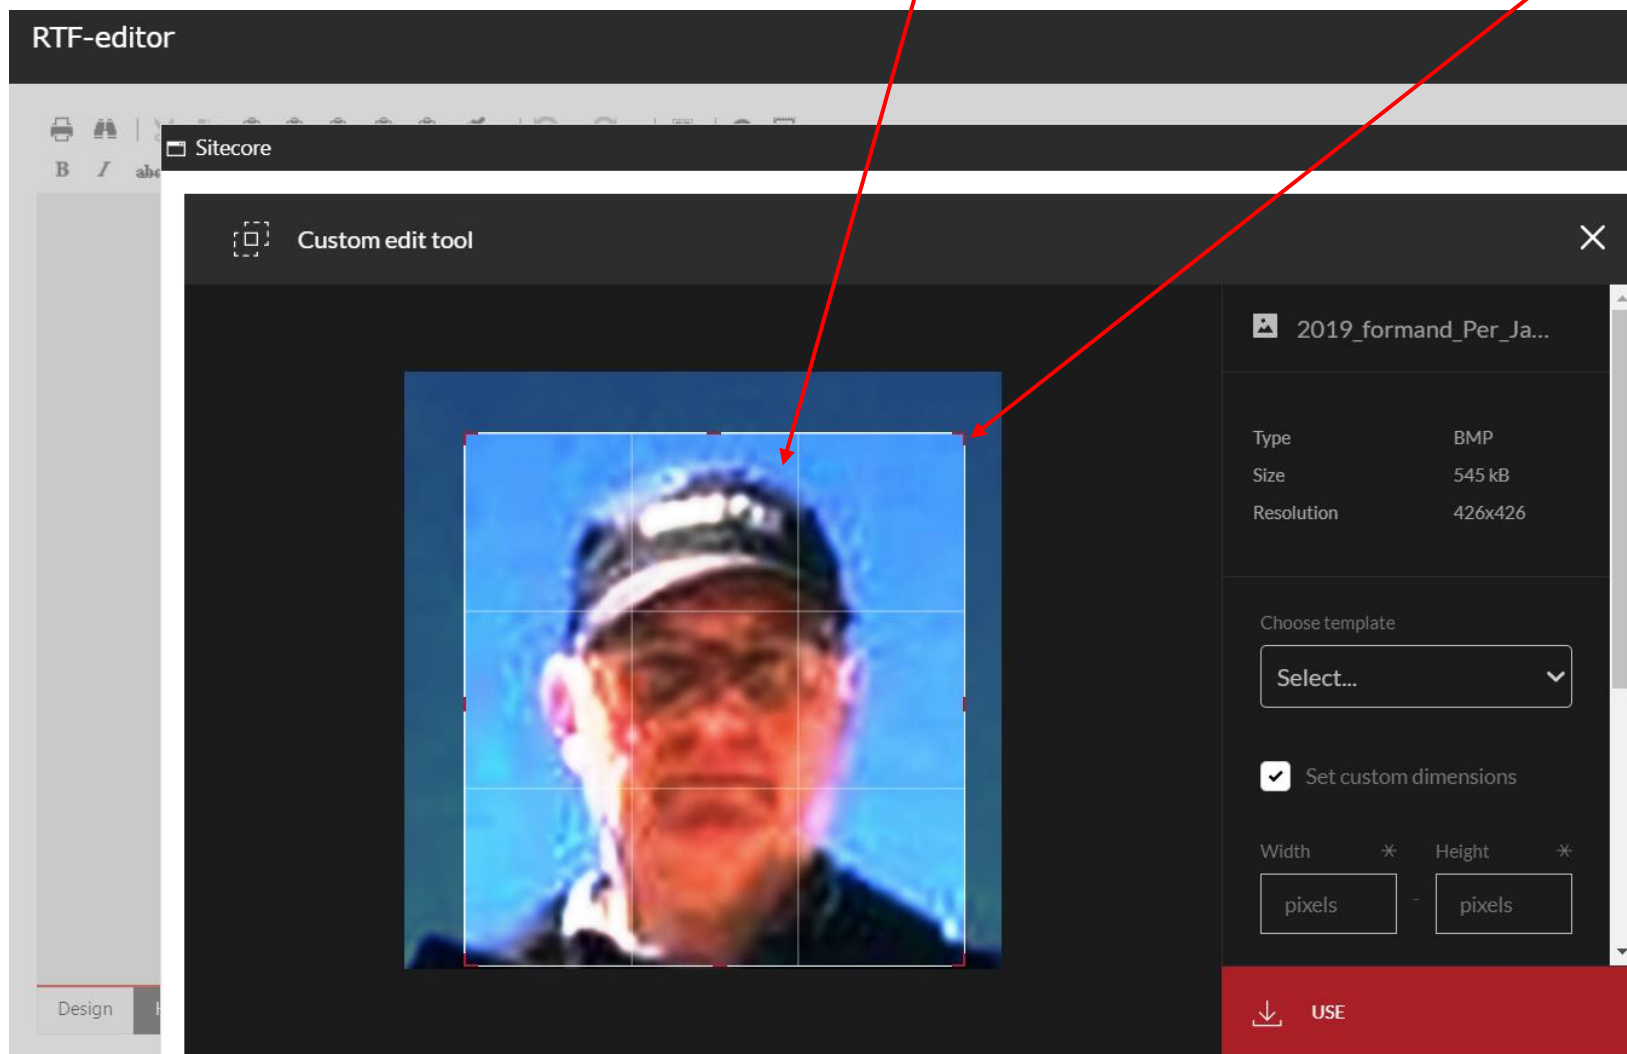 RTF-editor
B I abc
Sitecore
Custom edit tool
2019_formand_Per_Ja...
Type BMP
Size 545 kB
Resolution 426x426
Choose template
Select...
Set custom dimensions
Width * Height *
pixels - pixels
Design
USE